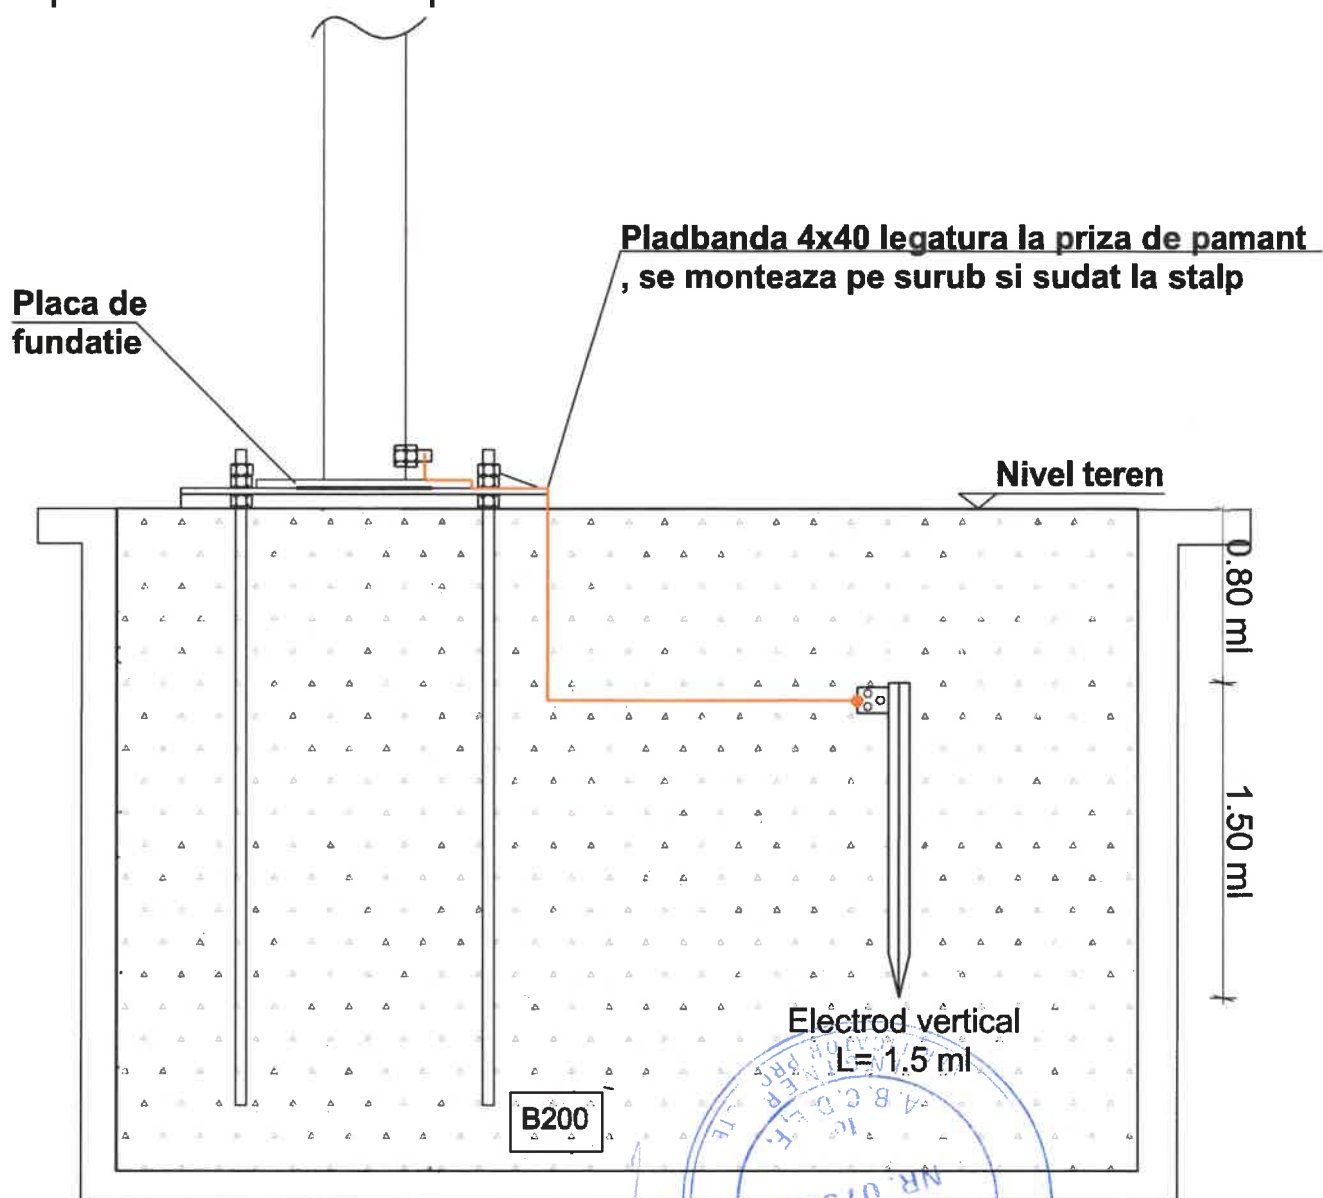 Pladbanda 4x40 legatura la priza de pamant
, se monteaza pe surub si sudat la stalp
Placa de
fundatie
Nivel teren
0.80 ml
1.50 ml
Electrod vertical
L= 1.5 ml
B200
A.B.C.D.E.F.
NR.